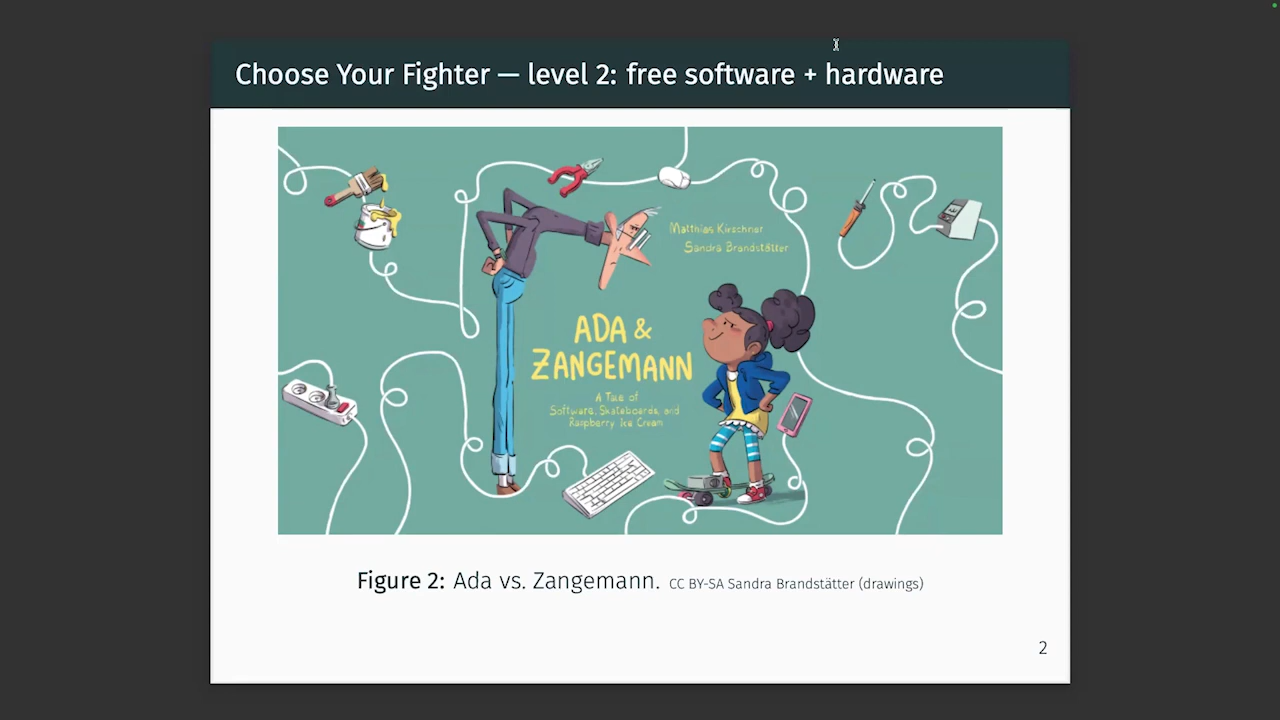 Choose Your Fighter — level 2: free software + hardware
Matthias Kirschner
Sandra Brandstätter
ADA &
ZANGEMANN
A Tale of
Software, Skateboards, and
Raspberry Ice Cream
Figure 2: Ada vs. Zangemann. CC BY-SA Sandra Brandstätter (drawings)
2